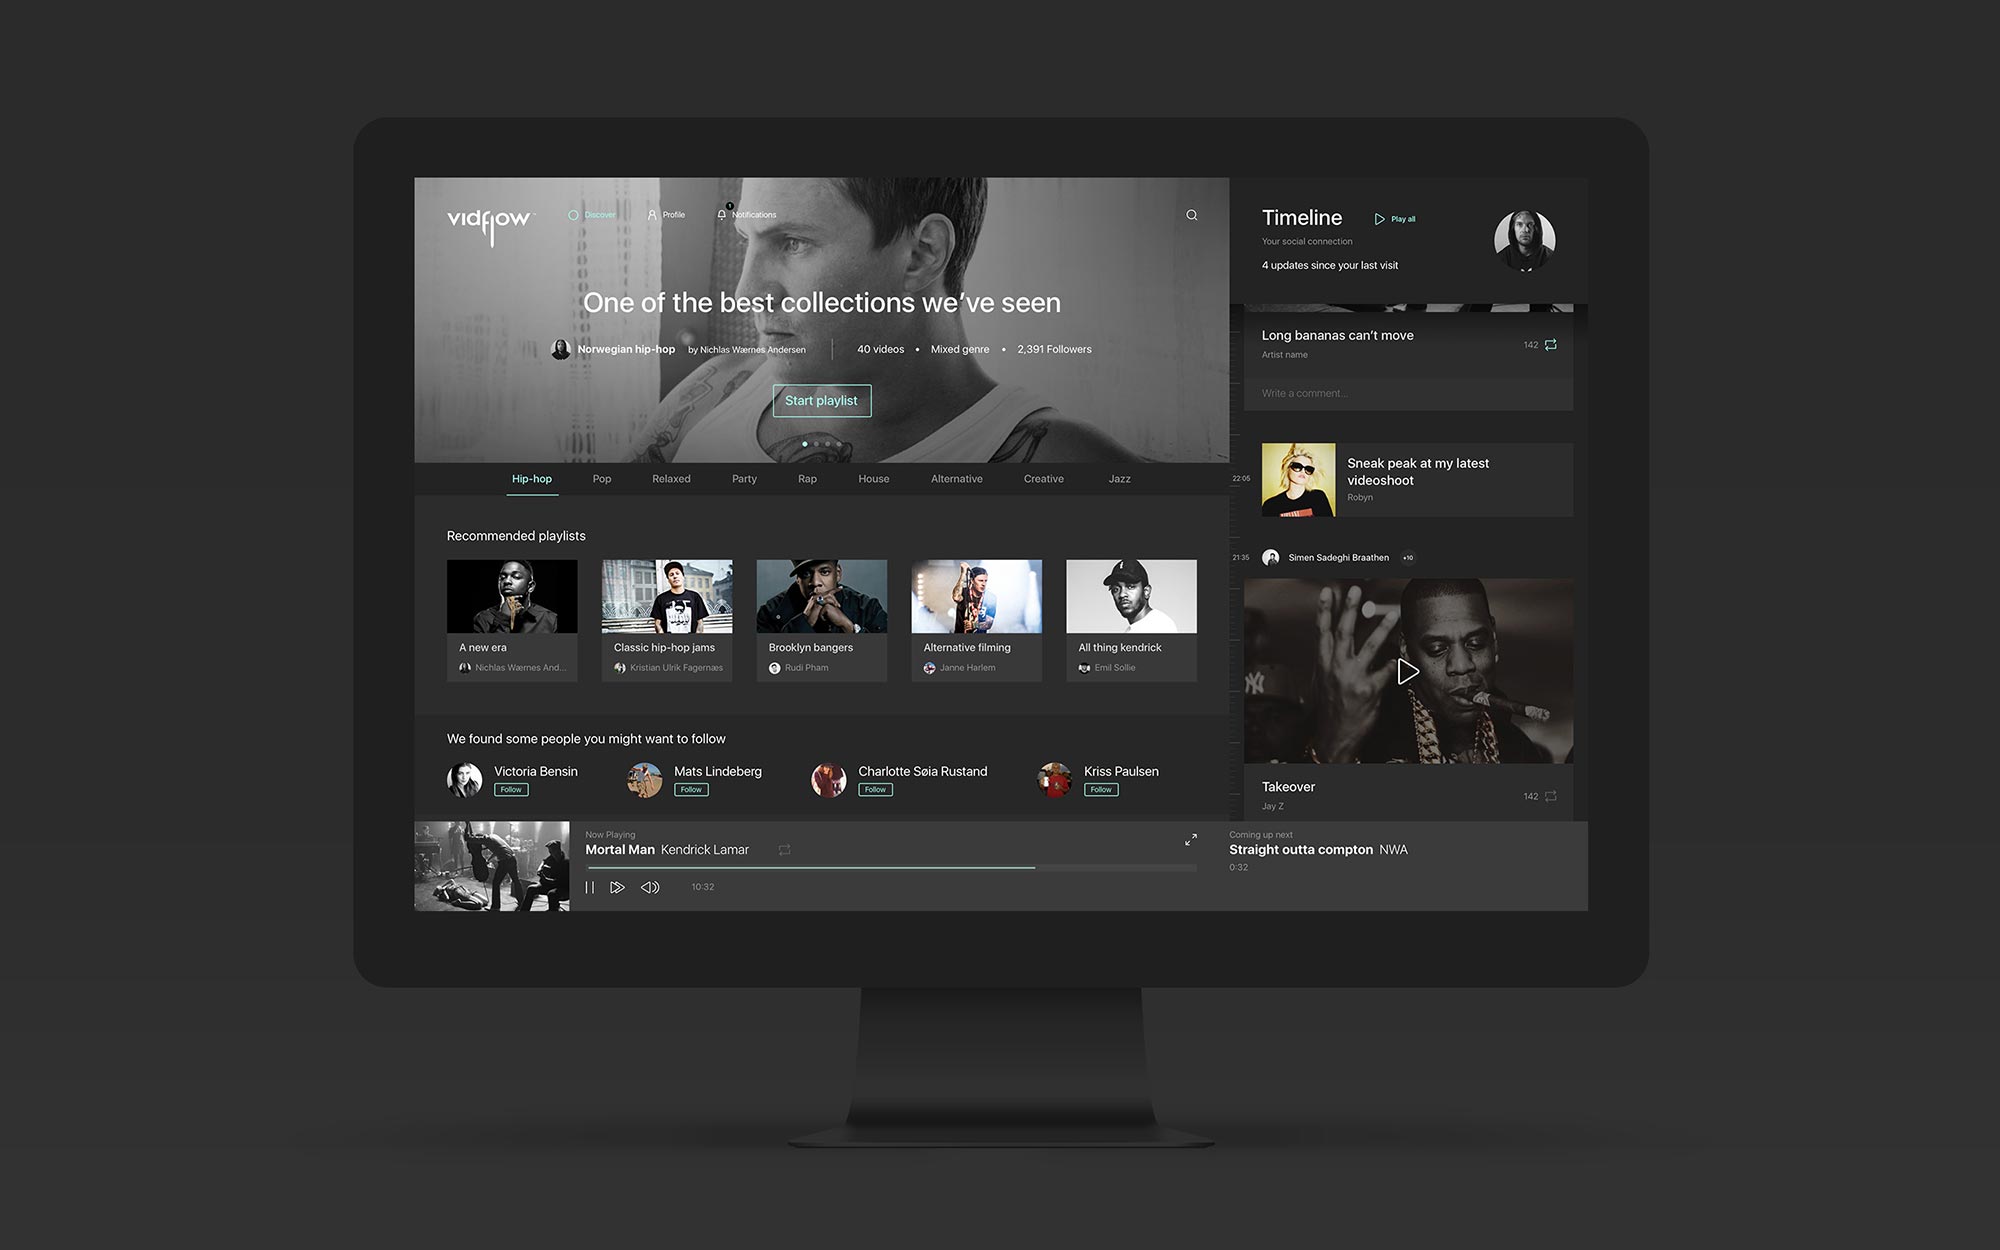 vidflow
Discover
Profile
1
Notifications
One of the best collections we've seen
Norwegian hip-hop by Nichlas Wærnes Andersen
40 videos • Mixed genre • 2,391 Followers
Start playlist
Hip-hop Pop Relaxed Party Rap House Alternative Creative Jazz
Recommended playlists
A new era
Nichlas Wærnes And...
Classic hip-hop jams
Kristian Ulrik Fagernæs
Brooklyn bangers
Rudi Pham
Alternative filming
Janne Harlem
All thing kendrick
Emil Sollie
We found some people you might want to follow
Victoria Bensin
Follow
Mats Lindeberg
Follow
Charlotte Søia Rustand
Follow
Kriss Paulsen
Follow
Timeline
Play all
Your social connection
4 updates since your last visit
Long bananas can't move
Artist name
142
Write a comment...
22:05
Sneak peak at my latest
videoshoot
Robyn
21:35
Simen Sadeghi Braathen
+10
Takeover
Jay Z
142
Now Playing
Mortal Man Kendrick Lamar
10:32
Coming up next
Straight outta compton NWA
0:32